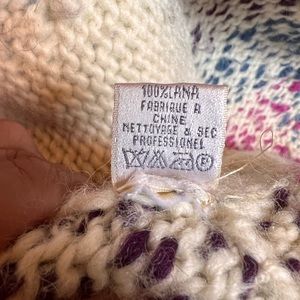 100% LANA
FABRIQUE A
CHINE
NETTOYAGE & SEC
PROFESSIONEL
P